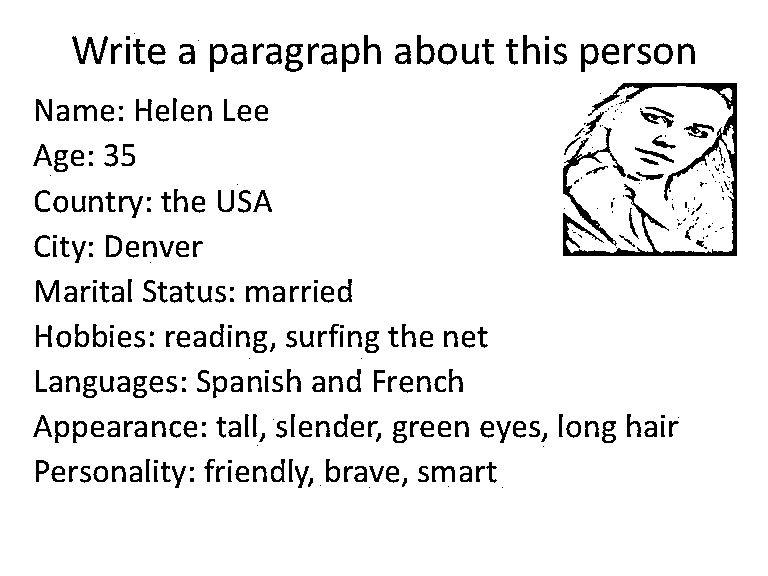 Write a paragraph about this person
Name: Helen Lee
Age: 35
Country: the USA
City: Denver
Marital Status: married
Hobbies: reading, surfing the net
Languages: Spanish and French
Appearance: tall, slender, green eyes, long hair
Personality: friendly, brave, smart